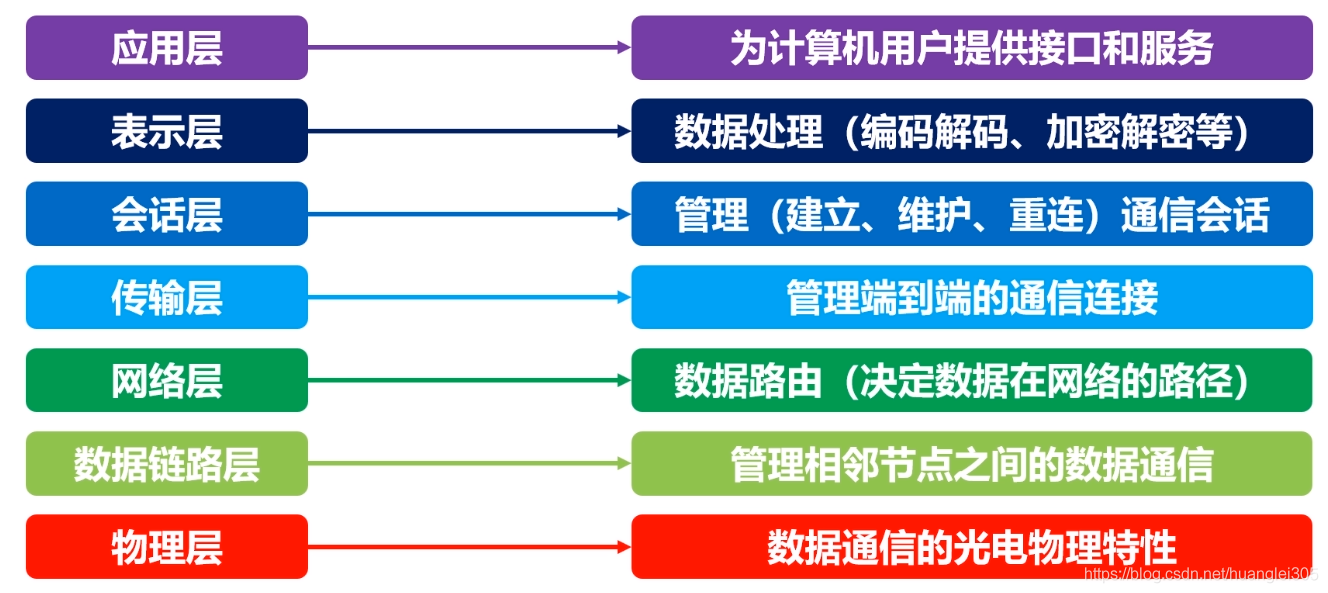 应用层
为计算机用户提供接口和服务
表示层
数据处理（编码解码、加密解密等）
会话层
管理（建立、维护、重连）通信会话
传输层
管理端到端的通信连接
网络层
数据路由（决定数据在网络的路径）
数据链路层
管理相邻节点之间的数据通信
物理层
数据通信的光电物理特性
https://blog.csdn.net/huanglei305